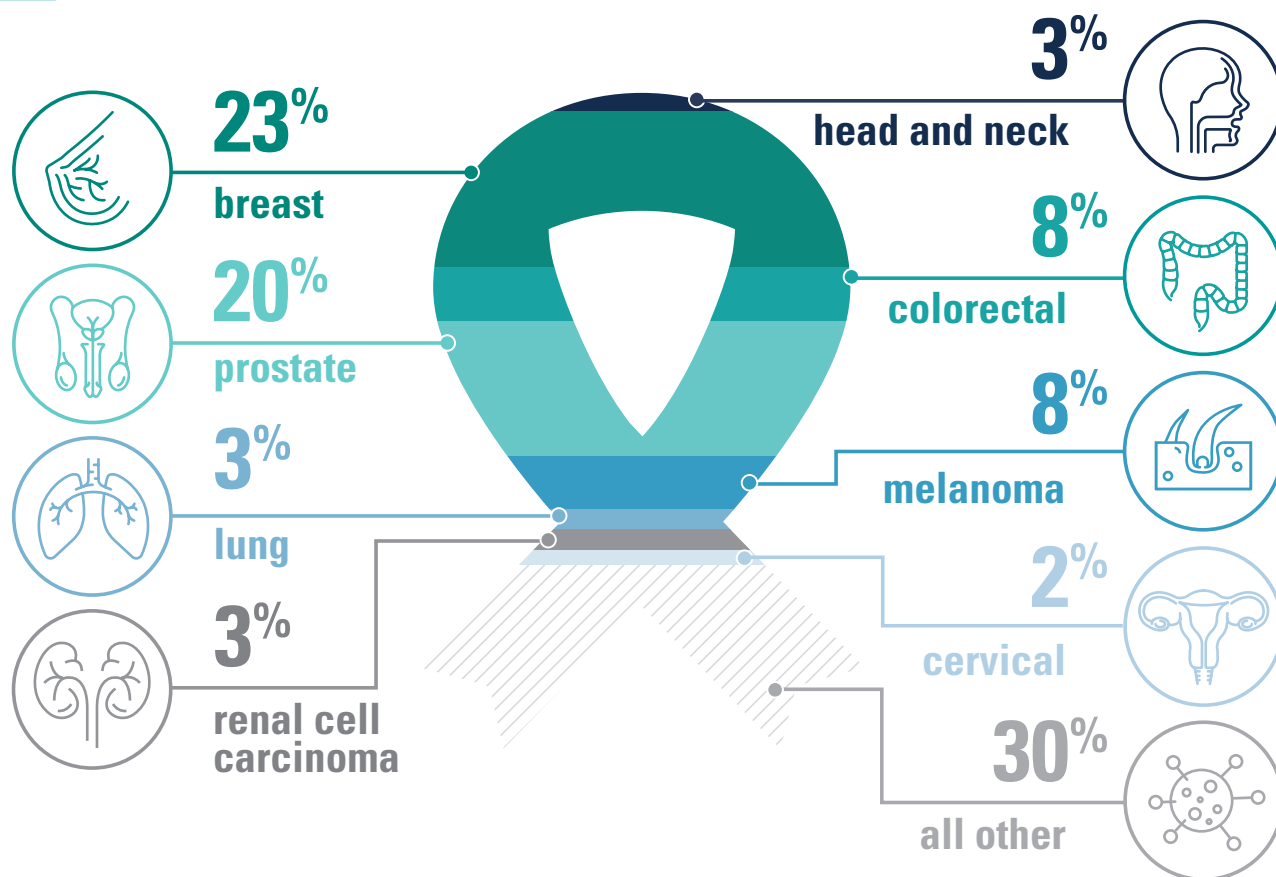 23%
breast
20%
prostate
3%
lung
3%
renal cell
carcinoma
3%
head and neck
8%
colorectal
8%
melanoma
2%
cervical
30%
all other